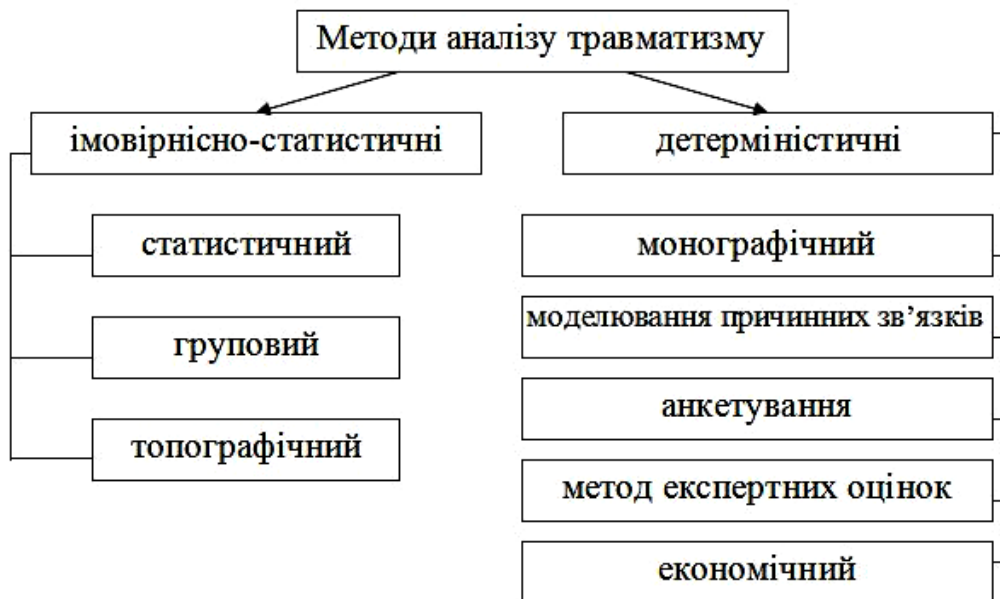 Методи аналізу травматизму
імовірнісно-статистичні
детерміністичні
статистичний
груповий
топографічний
монографічний
моделювання причинних зв’язків
анкетування
метод експертних оцінок
економічний